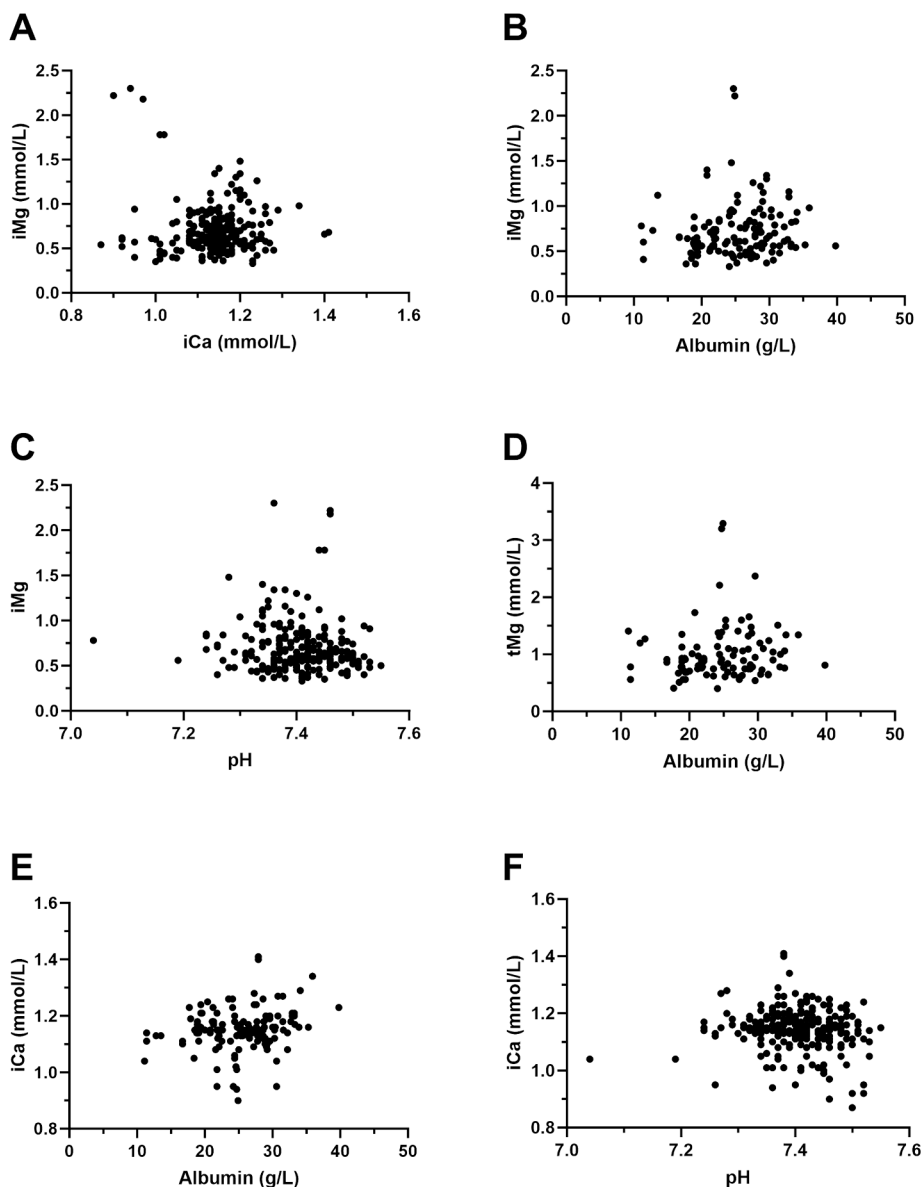 A
2.5
2.0
1.5
1.0
0.5
0.0
iMg (mmol/L)
0.8 1.0 1.2 1.4 1.6
iCa (mmol/L)
B
2.5
2.0
1.5
1.0
0.5
0.0
iMg (mmol/L)
0 10 20 30 40 50
Albumin (g/L)
C
2.5
2.0
1.5
1.0
0.5
0.0
iMg
7.0 7.2 7.4 7.6
pH
D
4
3
2
1
0
tMg (mmol/L)
0 10 20 30 40 50
Albumin (g/L)
E
1.6
1.4
1.2
1.0
0.8
iCa (mmol/L)
0 10 20 30 40 50
Albumin (g/L)
F
1.6
1.4
1.2
1.0
0.8
iCa (mmol/L)
7.0 7.2 7.4 7.6
pH